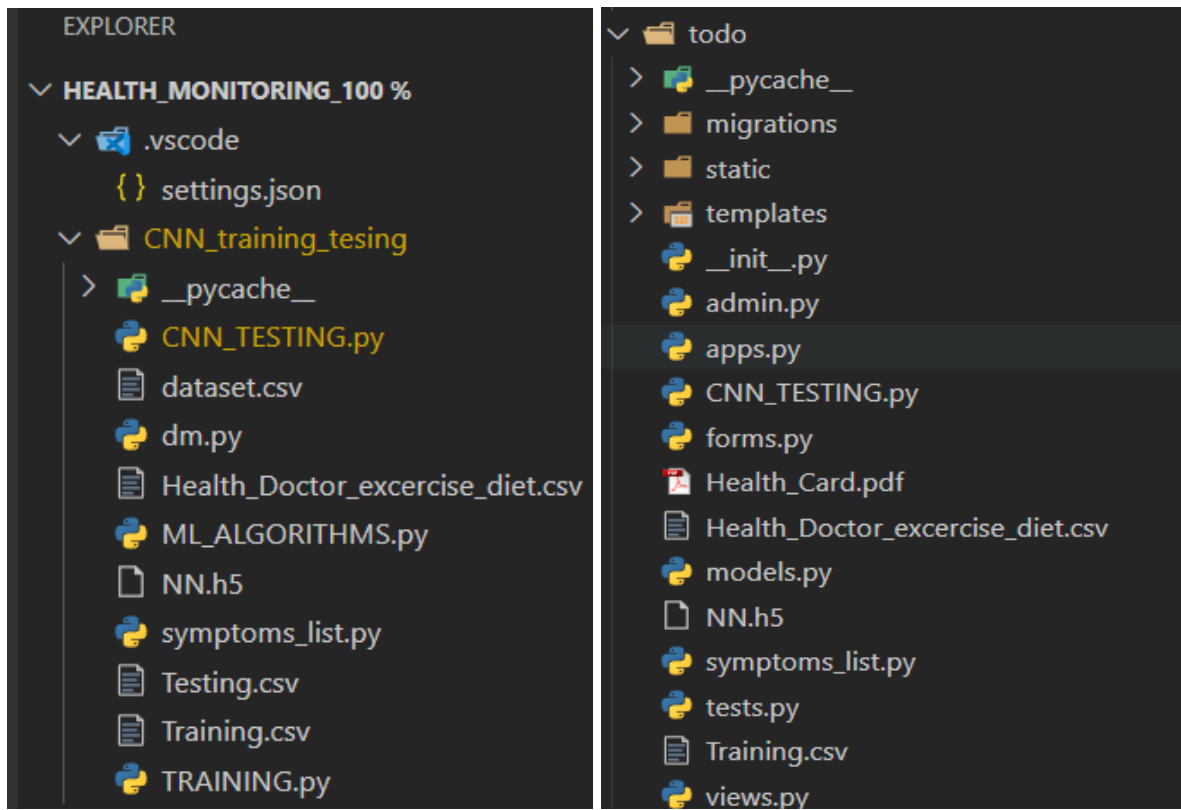 EXPLORER
HEALTH_MONITORING_100 %
.vscode
{ } settings.json
CNN_training_tesing
__pycache__
CNN_TESTING.py
dataset.csv
dm.py
Health_Doctor_excercise_diet.csv
ML_ALGORITHMS.py
NN.h5
symptoms_list.py
Testing.csv
Training.csv
TRAINING.py
todo
__pycache__
migrations
static
templates
__init__.py
admin.py
apps.py
CNN_TESTING.py
forms.py
Health_Card.pdf
Health_Doctor_excercise_diet.csv
models.py
NN.h5
symptoms_list.py
tests.py
Training.csv
views.py